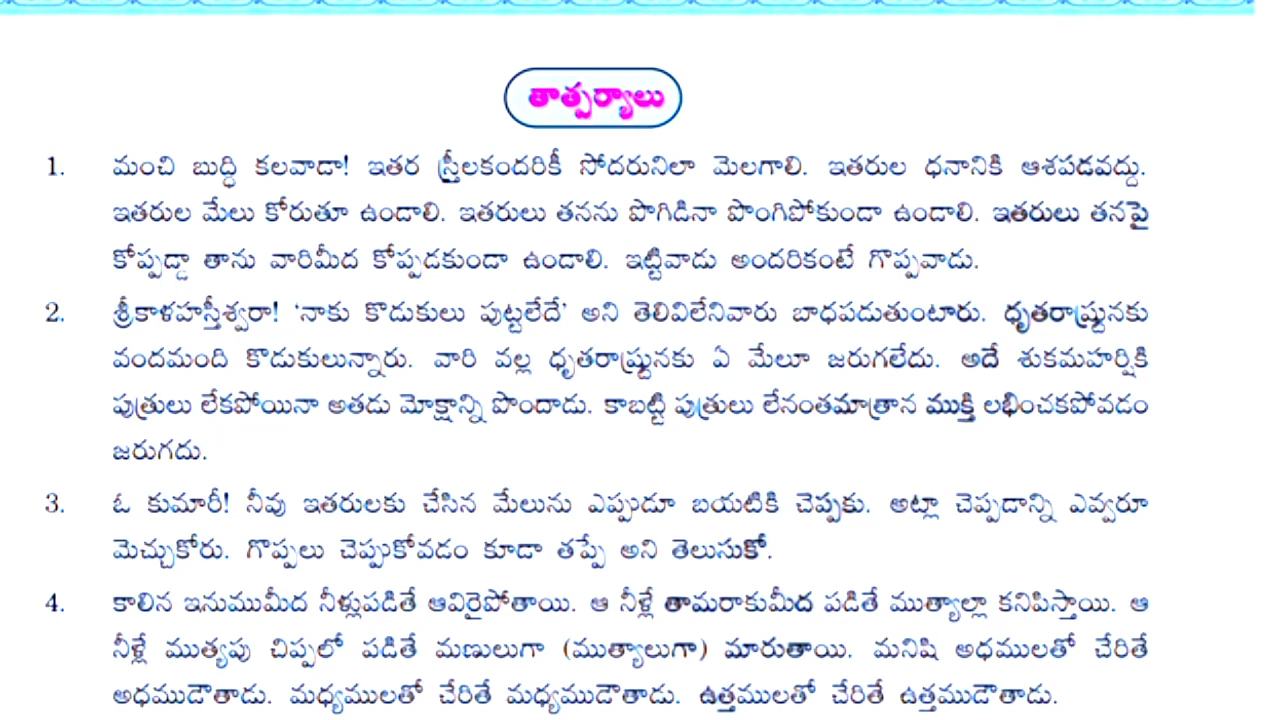 తాత్పర్యాలు
1. మంచి బుద్ధి కలవాడా! ఇతర స్త్రీలకందరికీ సోదరునిలా మెలగాలి. ఇతరుల ధనానికి ఆశపడవద్దు.
ఇతరుల మేలు కోరుతూ ఉండాలి. ఇతరులు తనను పొగిడినా పొంగిపోకుండా ఉండాలి. ఇతరులు తనపై
కోప్పడ్డా తాను వారిమీద కోప్పడకుండా ఉండాలి. ఇట్టివాడు అందరికంటే గొప్పవాడు.
2. శ్రీకాళహస్తీశ్వరా! ‘నాకు కొడుకులు పుట్టలేదే’ అని తెలివిలేనివారు బాధపడుతుంటారు. ధృతరాష్ట్రునకు
వందమంది కొడుకులున్నారు. వారి వల్ల ధృతరాష్ట్రునకు ఏ మేలూ జరుగలేదు. అదే శుకమహర్షికి
పుత్రులు లేకపోయినా అతడు మోక్షాన్ని పొందాడు. కాబట్టి పుత్రులు లేనంతమాత్రాన ముక్తి లభించకపోవడం
జరుగదు.
3. ఓ కుమారీ! నీవు ఇతరులకు చేసిన మేలును ఎప్పుడూ బయటికి చెప్పకు. అట్లా చెప్పడాన్ని ఎవ్వరూ
మెచ్చుకోరు. గొప్పలు చెప్పుకోవడం కూడా తప్పే అని తెలుసుకో.
4. కాలిన ఇనుముమీద నీళ్లుపడితే ఆవిరైపోతాయి. ఆ నీళ్లే తామరాకుమీద పడితే ముత్యాల్లా కనిపిస్తాయి. ఆ
నీళ్లే ముత్యపు చిప్పలో పడితే మణులుగా (ముత్యాలుగా) మారుతాయి. మనిషి అధములతో చేరితే
అధముడౌతాడు. మధ్యములతో చేరితే మధ్యముడౌతాడు. ఉత్తములతో చేరితే ఉత్తముడౌతాడు.